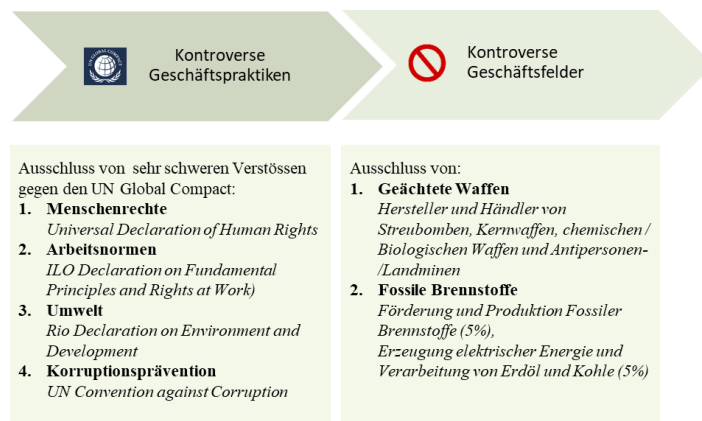 UN GLOBAL COMPACT
Kontroverse
Geschäftspraktiken
Kontroverse
Geschäftsfelder
Ausschluss von sehr schweren Verstössen
gegen den UN Global Compact:
1. Menschenrechte
Universal Declaration of Human Rights
2. Arbeitsnormen
ILO Declaration on Fundamental
Principles and Rights at Work)
3. Umwelt
Rio Declaration on Environment and
Development
4. Korruptionsprävention
UN Convention against Corruption
Ausschluss von:
1. Geächtete Waffen
Hersteller und Händler von
Streubomben, Kernwaffen, chemischen /
Biologischen Waffen und Antipersonen-
/Landminen
2. Fossile Brennstoffe
Förderung und Produktion Fossiler
Brennstoffe (5%),
Erzeugung elektrischer Energie und
Verarbeitung von Erdöl und Kohle (5%)